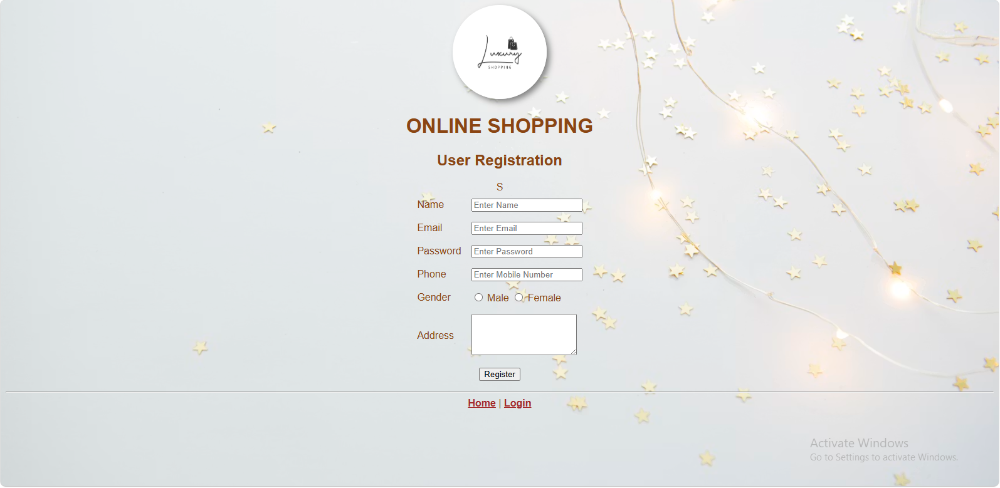 Luxury
SHOPPING
ONLINE SHOPPING
User Registration
S
Name Enter Name
Email Enter Email
Password Enter Password
Phone Enter Mobile Number
Gender Male Female
Address
Register
Home | Login
Activate Windows
Go to Settings to activate Windows.